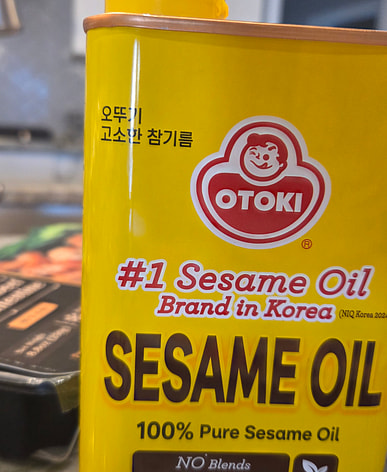 오뚜기
고소한 참기름
OTOKI
®
#1 Sesame Oil
Brand in Korea
(NIQ Korea 2024
SESAME OIL
100% Pure Sesame Oil
NO* Blends